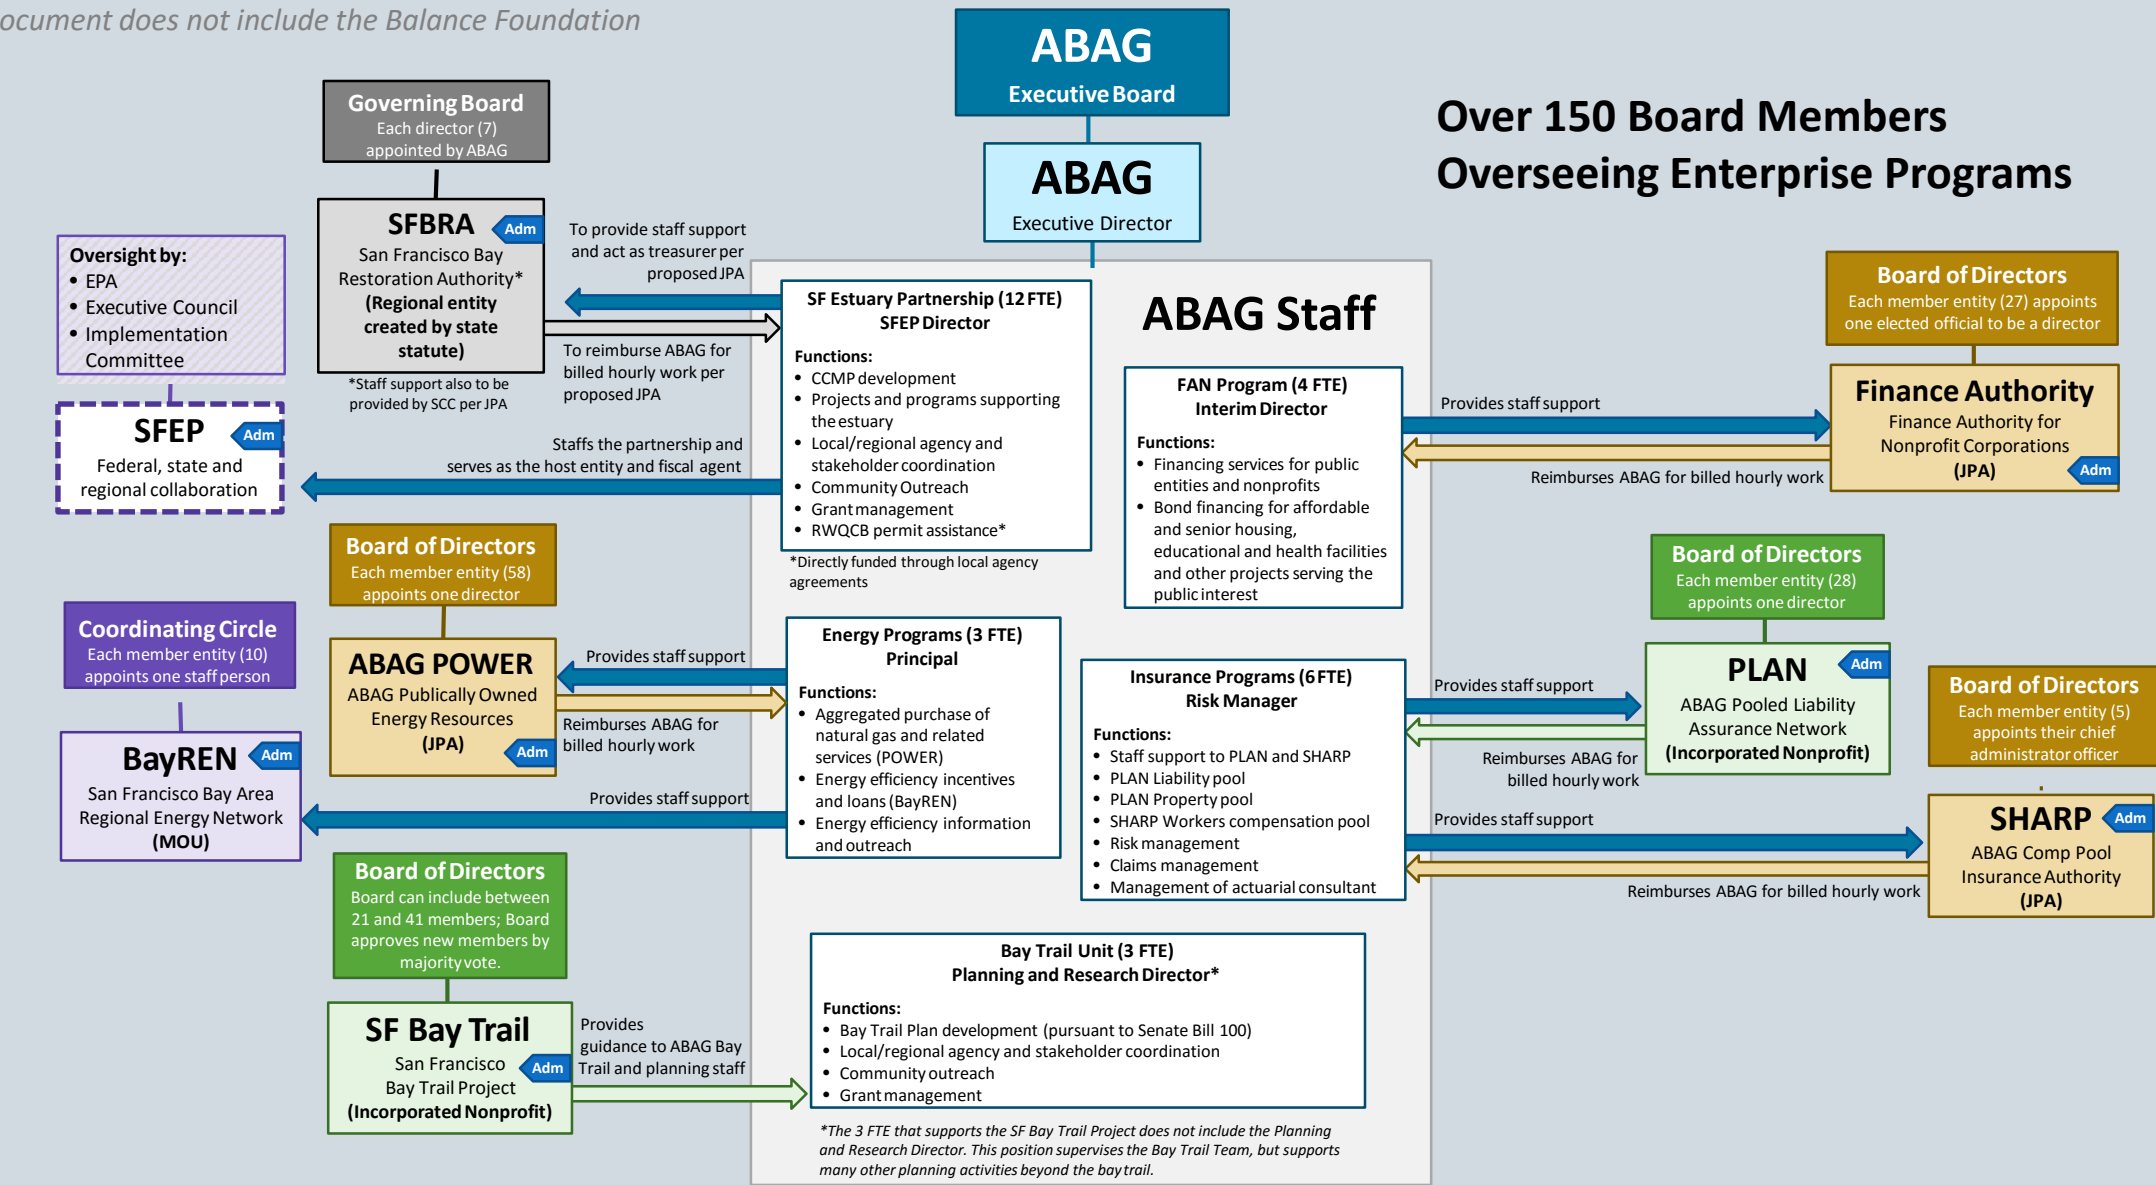 ocument does not include the Balance Foundation
ABAG
Executive Board
ABAG
Executive Director
Over 150 Board Members
Overseeing Enterprise Programs
Governing Board
Each director (7)
appointed by ABAG
SFBRA
Adm
San Francisco Bay
Restoration Authority*
(Regional entity
created by state
statute)
*Staff support also to be
provided by SCC per JPA
To provide staff support
and act as treasurer per
proposed JPA
To reimburse ABAG for
billed hourly work per
proposed JPA
Oversight by:
• EPA
• Executive Council
• Implementation
Committee
SFEP
Adm
Federal, state and
regional collaboration
Staffs the partnership and
serves as the host entity and fiscal agent
ABAG Staff
SF Estuary Partnership (12 FTE)
SFEP Director
Functions:
• CCMP development
• Projects and programs supporting
the estuary
• Local/regional agency and
stakeholder coordination
• Community Outreach
• Grant management
• RWQCB permit assistance*
*Directly funded through local agency
agreements
FAN Program (4 FTE)
Interim Director
Functions:
• Financing services for public
entities and nonprofits
• Bond financing for affordable
and senior housing,
educational and health facilities
and other projects serving the
public interest
Provides staff support
Reimburses ABAG for billed hourly work
Board of Directors
Each member entity (27) appoints
one elected official to be a director
Finance Authority
Finance Authority for
Nonprofit Corporations
(JPA)
Adm
Board of Directors
Each member entity (58)
appoints one director
ABAG POWER
ABAG Publically Owned
Energy Resources
(JPA)
Adm
Provides staff support
Reimburses ABAG for
billed hourly work
Coordinating Circle
Each member entity (10)
appoints one staff person
BayREN
Adm
San Francisco Bay Area
Regional Energy Network
(MOU)
Provides staff support
Energy Programs (3 FTE)
Principal
Functions:
• Aggregated purchase of
natural gas and related
services (POWER)
• Energy efficiency incentives
and loans (BayREN)
• Energy efficiency information
and outreach
Insurance Programs (6 FTE)
Risk Manager
Functions:
• Staff support to PLAN and SHARP
• PLAN Liability pool
• PLAN Property pool
• SHARP Workers compensation pool
• Risk management
• Claims management
• Management of actuarial consultant
Provides staff support
Reimburses ABAG for
billed hourly work
Board of Directors
Each member entity (28)
appoints one director
PLAN
Adm
ABAG Pooled Liability
Assurance Network
(Incorporated Nonprofit)
Board of Directors
Each member entity (5)
appoints their chief
administrator officer
Provides staff support
Reimburses ABAG for billed hourly work
SHARP
Adm
ABAG Comp Pool
Insurance Authority
(JPA)
Board of Directors
Board can include between
21 and 41 members; Board
approves new members by
majority vote.
SF Bay Trail
San Francisco
Bay Trail Project
(Incorporated Nonprofit)
Adm
Provides
guidance to ABAG Bay
Trail and planning staff
Bay Trail Unit (3 FTE)
Planning and Research Director*
Functions:
• Bay Trail Plan development (pursuant to Senate Bill 100)
• Local/regional agency and stakeholder coordination
• Community outreach
• Grant management
*The 3 FTE that supports the SF Bay Trail Project does not include the Planning
and Research Director. This position supervises the Bay Trail Team, but supports
many other planning activities beyond the bay trail.